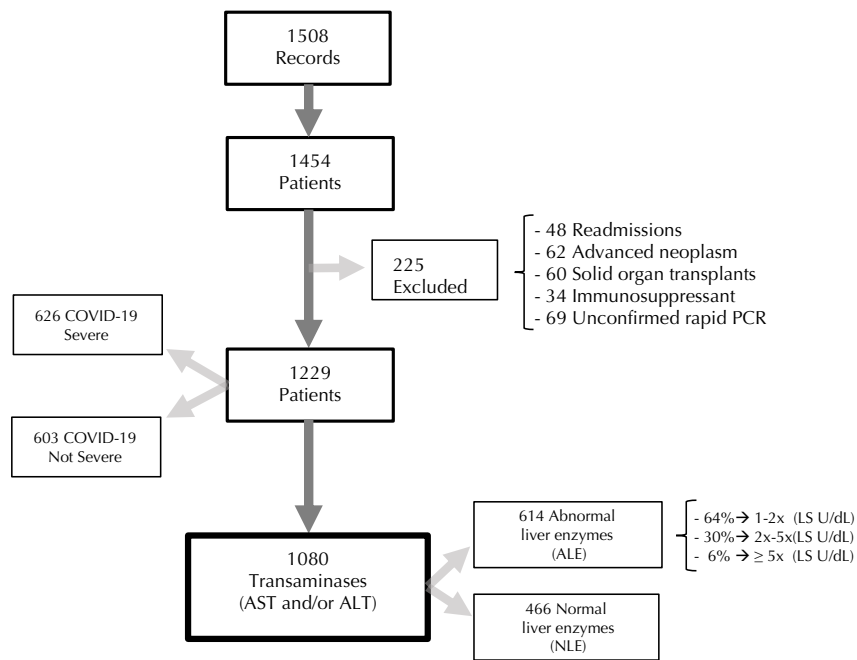 1508
Records
1454
Patients
225
Excluded
- 48 Readmissions
- 62 Advanced neoplasm
- 60 Solid organ transplants
- 34 Immunosuppressant
- 69 Unconfirmed rapid PCR
626 COVID-19
Severe
1229
Patients
603 COVID-19
Not Severe
1080
Transaminases
(AST and/or ALT)
614 Abnormal
liver enzymes
(ALE)
- 64%→ 1-2x (LS U/dL)
- 30%→ 2x-5x(LS U/dL)
- 6% → ≥ 5x (LS U/dL)
466 Normal
liver enzymes
(NLE)